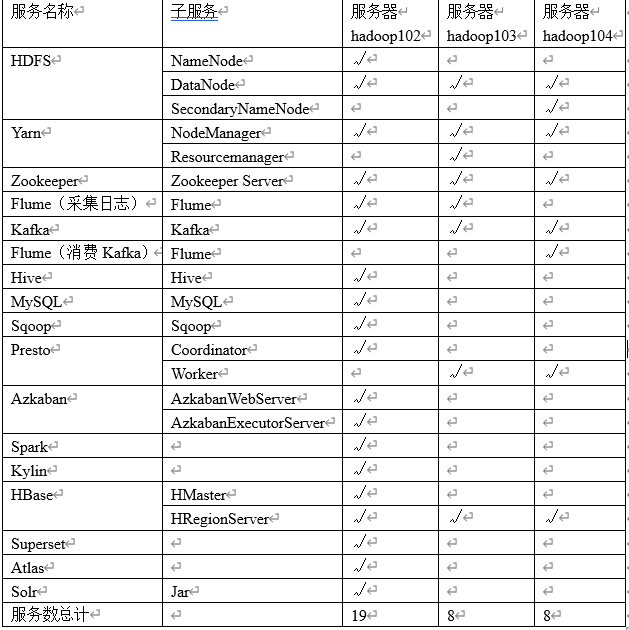 服务名称 子服务 服务器 服务器 服务器
hadoop102 hadoop103 hadoop104
HDFS NameNode √
DataNode √ √ √
SecondaryNameNode √
Yarn NodeManager √ √ √
Resourcemanager √
Zookeeper Zookeeper Server √ √ √
Flume（采集日志） Flume √ √
Kafka Kafka √ √ √
Flume（消费 Kafka） Flume √
Hive Hive √
MySQL MySQL √
Sqoop Sqoop √
Presto Coordinator √
Worker √ √
Azkaban AzkabanWebServer √
AzkabanExecutorServer √
Spark √
Kylin √
HBase HMaster √
HRegionServer √ √ √
Superset √
Atlas √
Solr Jar √
服务数总计 19 8 8